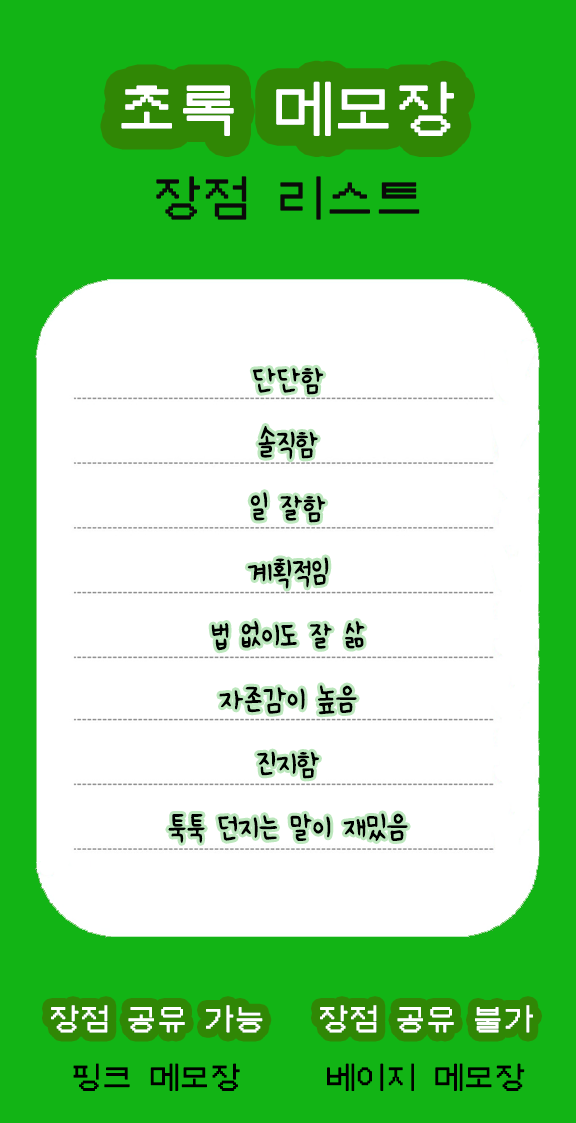 초록 메모장
장점 리스트
단단함
솔직함
일 잘함
계획적임
법 없이도 잘 삶
자존감이 높음
진지함
툭툭 던지는 말이 재밌음
장점 공유 가능
장점 공유 불가
핑크 메모장
베이지 메모장